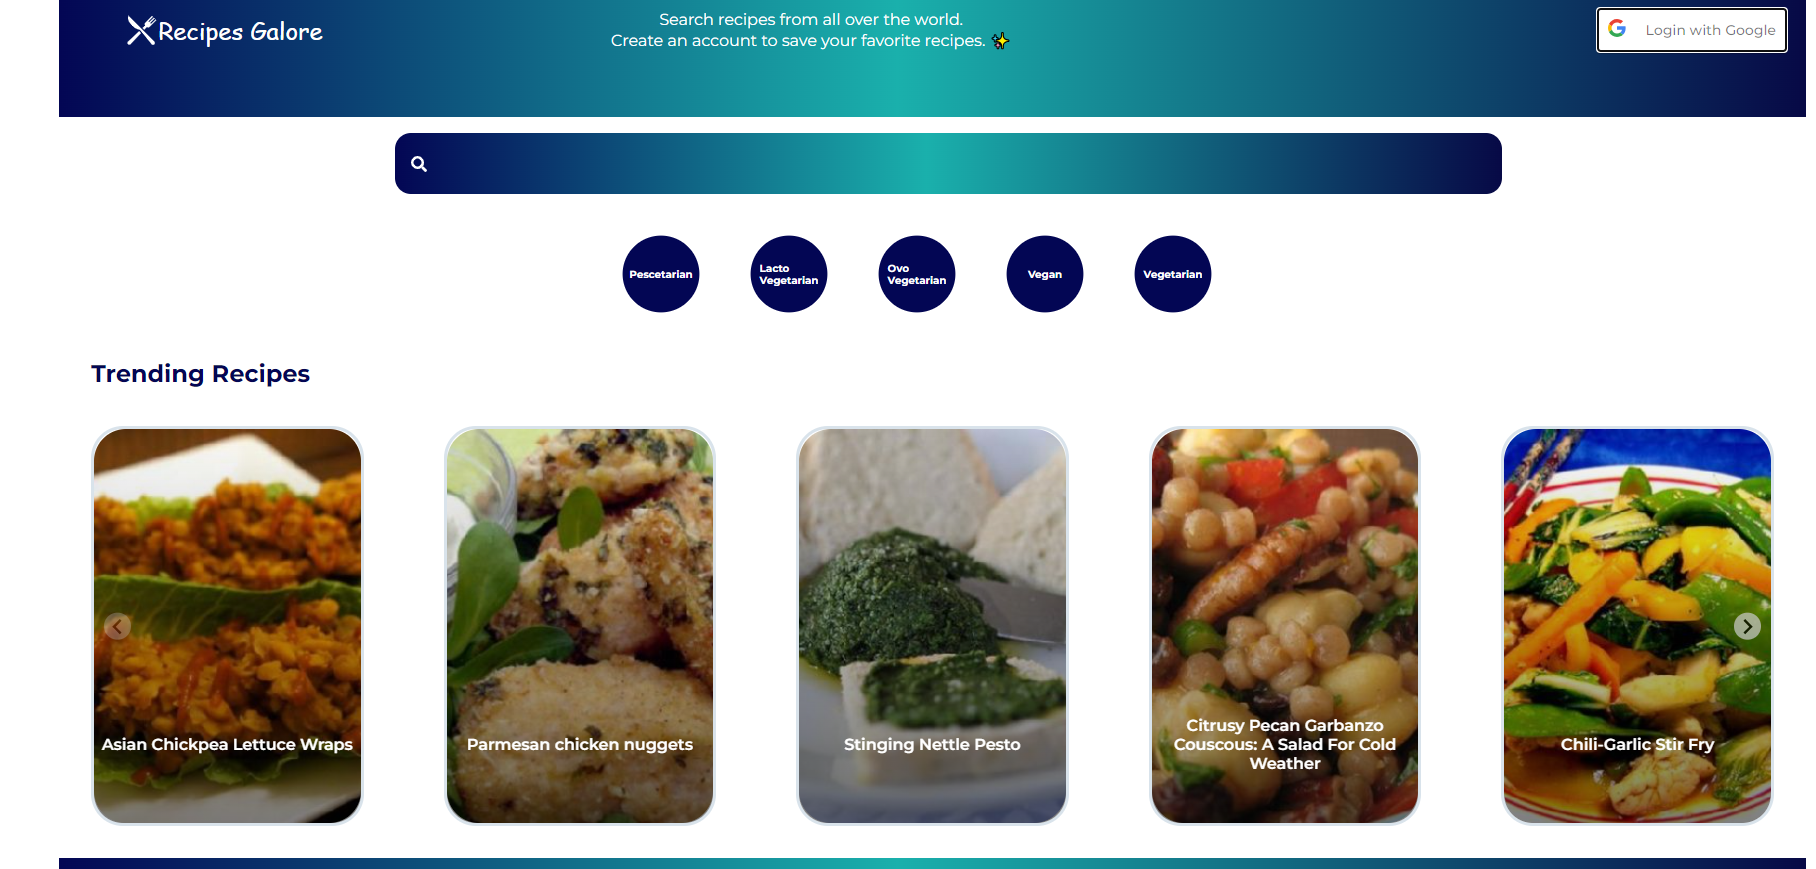 Recipes Galore
Search recipes from all over the world.
Create an account to save your favorite recipes. ✨
Login with Google
Pescetarian
Lacto
Vegetarian
Ovo
Vegetarian
Vegan
Vegetarian
Trending Recipes
Asian Chickpea Lettuce Wraps
Parmesan chicken nuggets
Stinging Nettle Pesto
Citrusy Pecan Garbanzo
Couscous: A Salad For Cold
Weather
Chili-Garlic Stir Fry